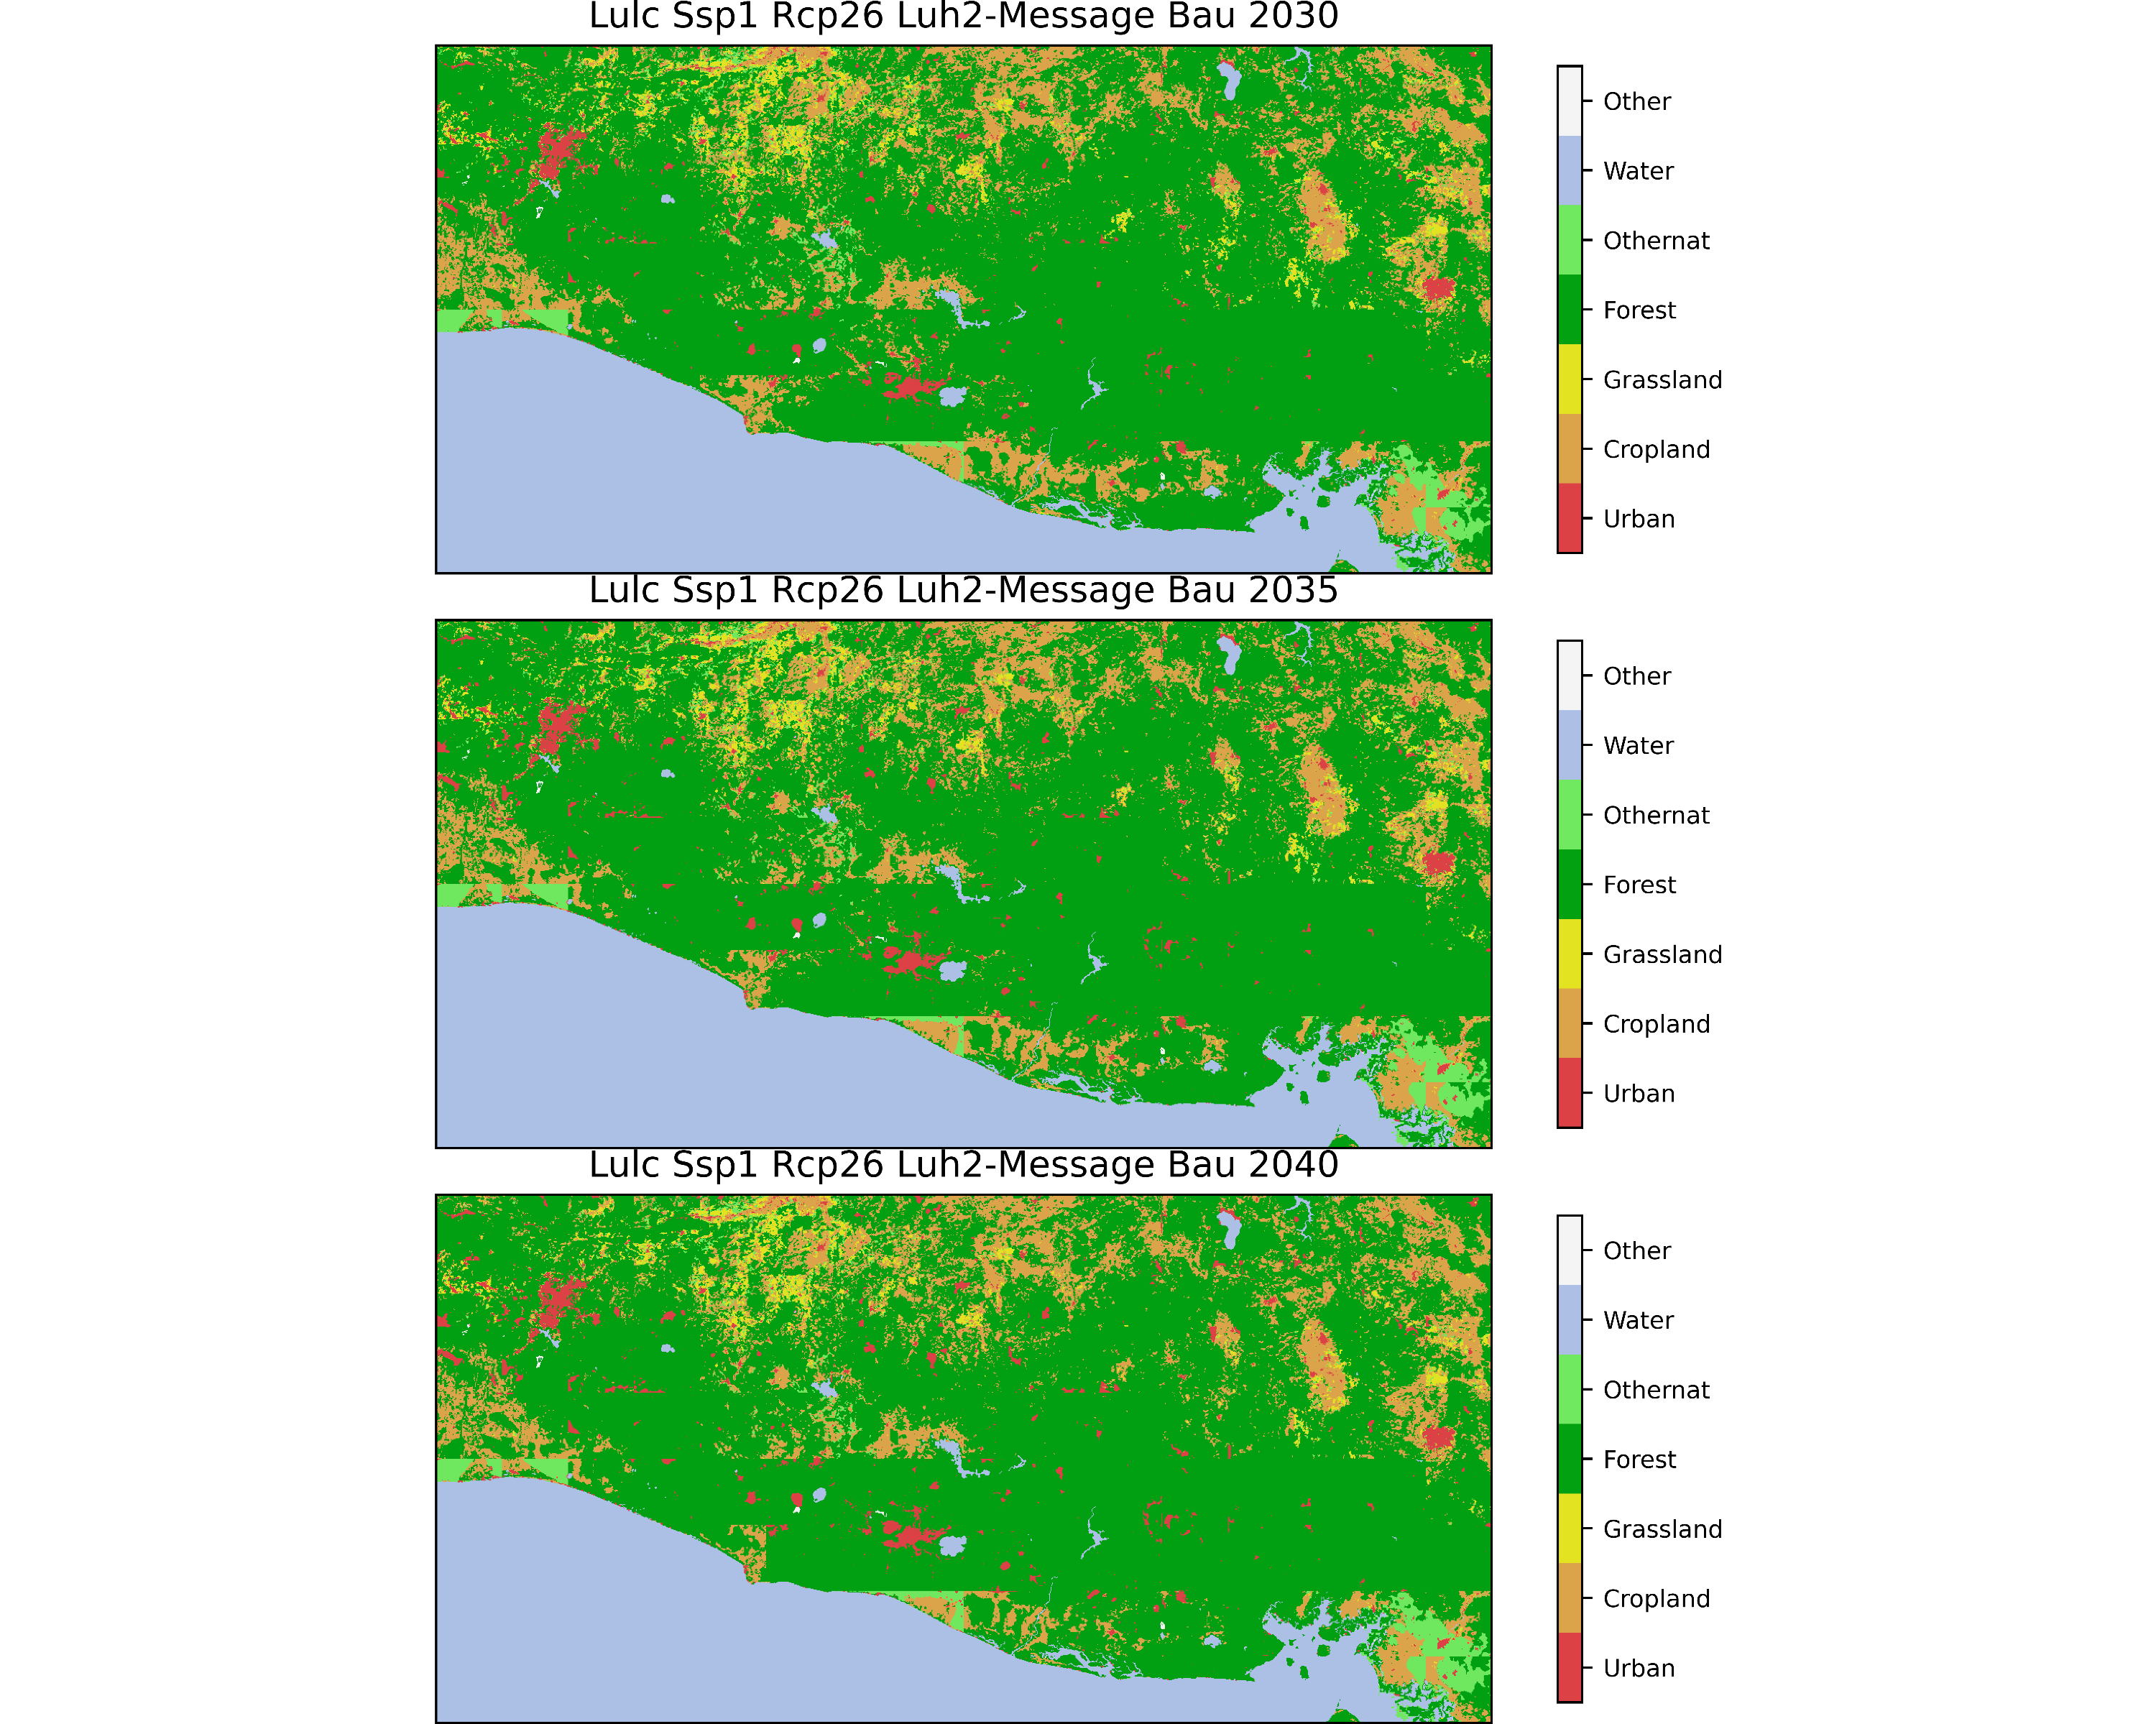 Lulc Ssp1 Rcp26 Luh2-Message Bau 2030
Other
Water
Othernat
Forest
Grassland
Cropland
Urban
Lulc Ssp1 Rcp26 Luh2-Message Bau 2035
Other
Water
Othernat
Forest
Grassland
Cropland
Urban
Lulc Ssp1 Rcp26 Luh2-Message Bau 2040
Other
Water
Othernat
Forest
Grassland
Cropland
Urban